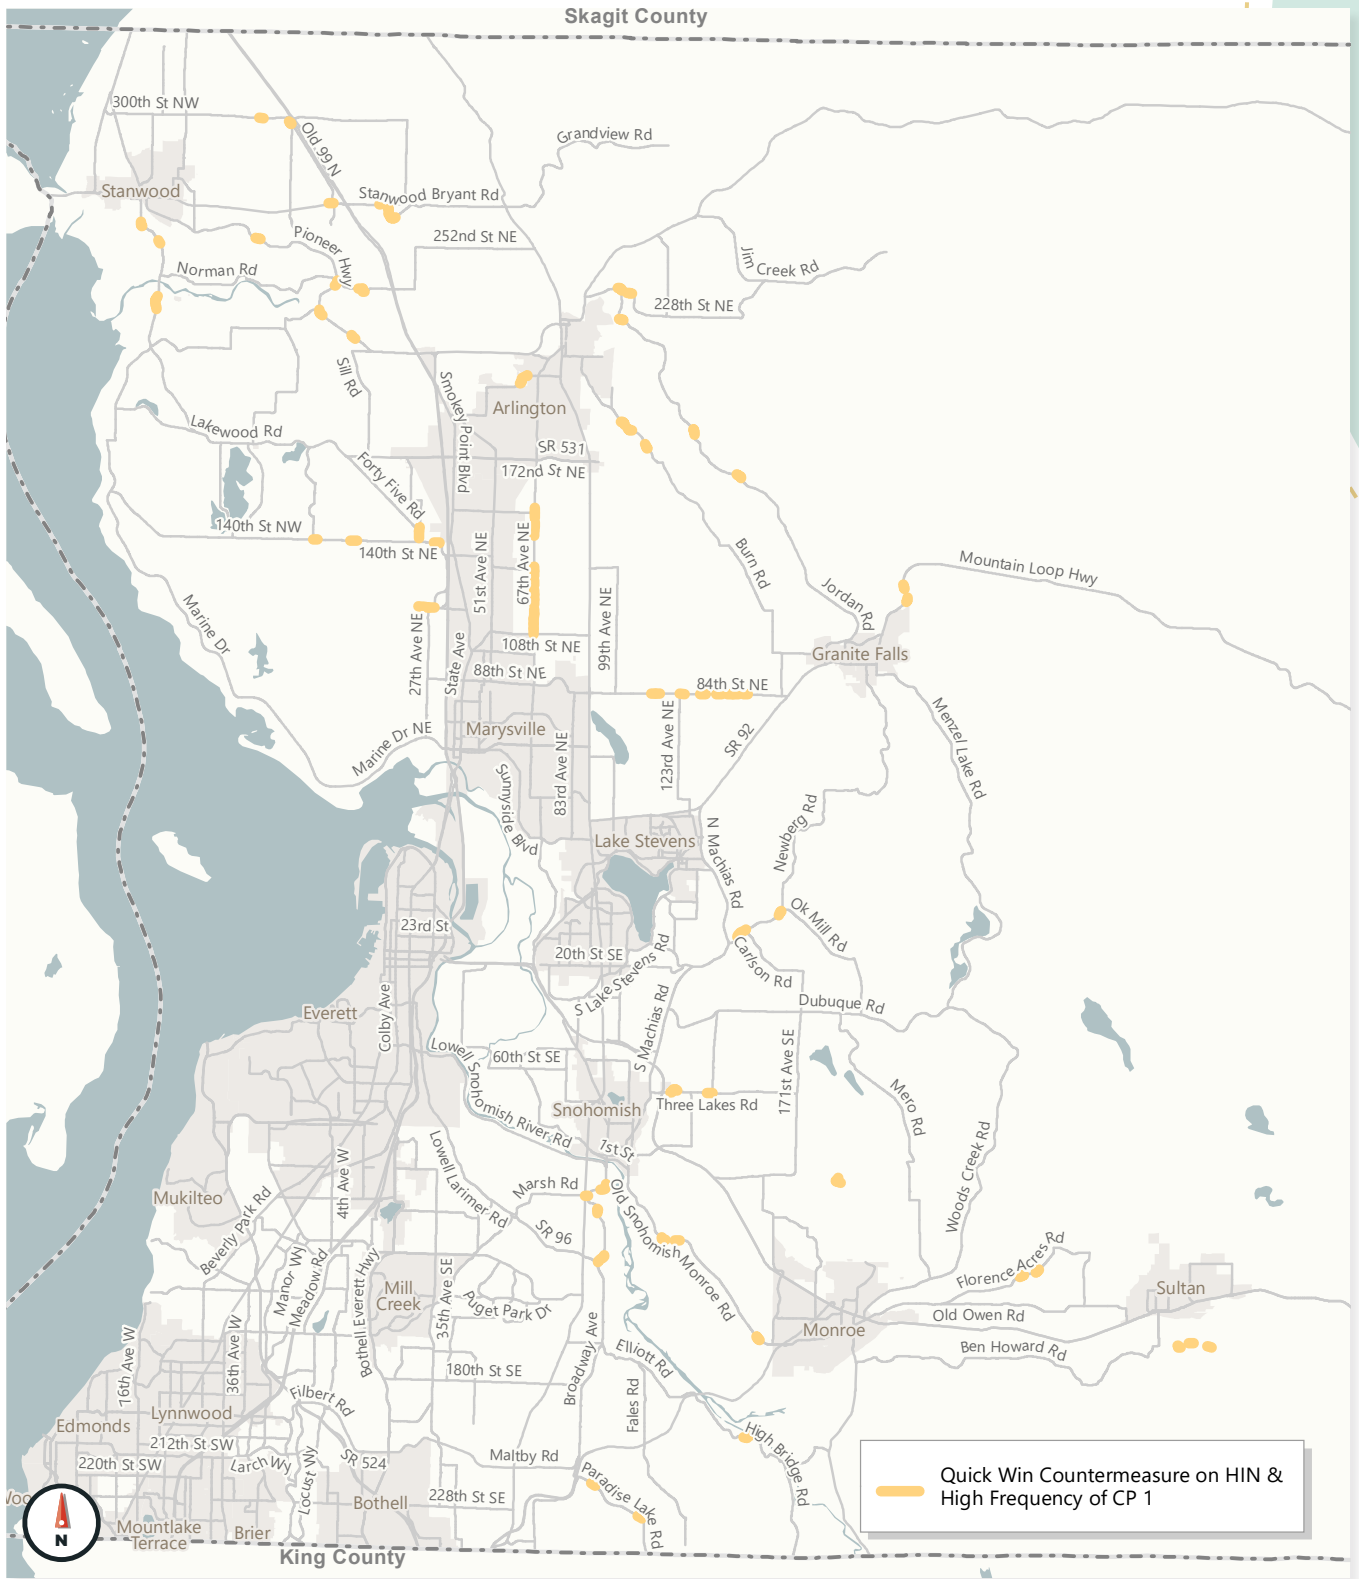 Skagit County
300th St NW
Old 99 N
Grandview Rd
Stanwood
Stanwood Bryant Rd
252nd St NE
Pioneer Hwy
Norman Rd
Jim Creek Rd
228th St NE
Sill Rd
Smokey Point Blvd
Arlington
Lakewood Rd
SR 531
172nd St NE
Forty Five Rd
140th St NW
140th St NE
51st Ave NE
67th Ave NE
Burn Rd
Jordan Rd
Mountain Loop Hwy
Marine Dr
27th Ave NE
State Ave
99th Ave NE
108th St NE
88th St NE
Granite Falls
84th St NE
Marysville
Marine Dr NE
83rd Ave NE
123rd Ave NE
SR 92
Menzel Lake Rd
Sunnyside Blvd
Lake Stevens
N Machias Rd
Newberg Rd
23rd St
20th St SE
S Lake Stevens Rd
Ok Mill Rd
Carlson Rd
Dubuque Rd
Everett
Colby Ave
S Machias Rd
Lowell Snohomish River Rd
60th St SE
171st Ave SE
Snohomish
Three Lakes Rd
Mero Rd
Woods Creek Rd
1st St
Mukilteo
Beverly Park Rd
4th Ave W
Lowell Larimer Rd
Marsh Rd
SR 96
Old Snohomish Monroe Rd
Manor Wy
Meadow Rd
Bothell Everett Hwy
Mill
Creek
35th Ave SE
Puget Park Dr
Florence Acres Rd
Sultan
Old Owen Rd
Monroe
Ben Howard Rd
76th Ave W
36th Ave W
Broadway Ave
Elliott Rd
180th St SE
Fales Rd
Filbert Rd
Lynnwood
Edmonds
212th St SW
220th St SW
Larch Wy
Locust Wy
SR 524
Maltby Rd
High Bridge Rd
Paradise Lake Rd
228th St SE
Bothell
Mountlake
Terrace
Brier
N
King County
Quick Win Countermeasure on HIN &
High Frequency of CP 1